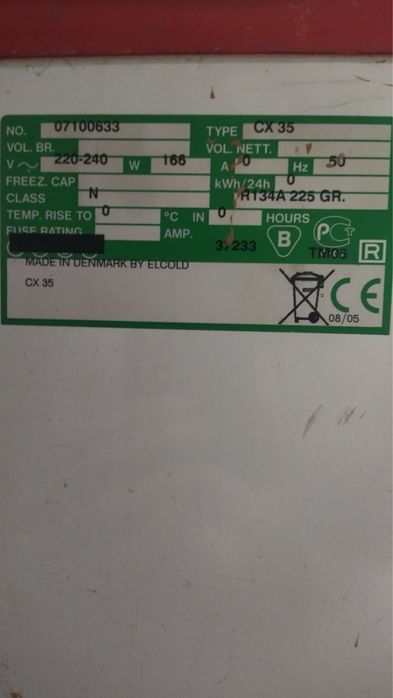 NO. 07100633 TYPE CX 35
VOL. BR. VOL. NETT.
V 220-240 W 166 A 0 Hz 50
FREEZ. CAP kWh/24h 0
CLASS N R134A 225 GR.
TEMP. RISE TO 0 °C IN 0 HOURS
FUSE RATING AMP. 37233 B PCT
TM05 R
MADE IN DENMARK BY ELCOLD
CX 35 CE
08/05